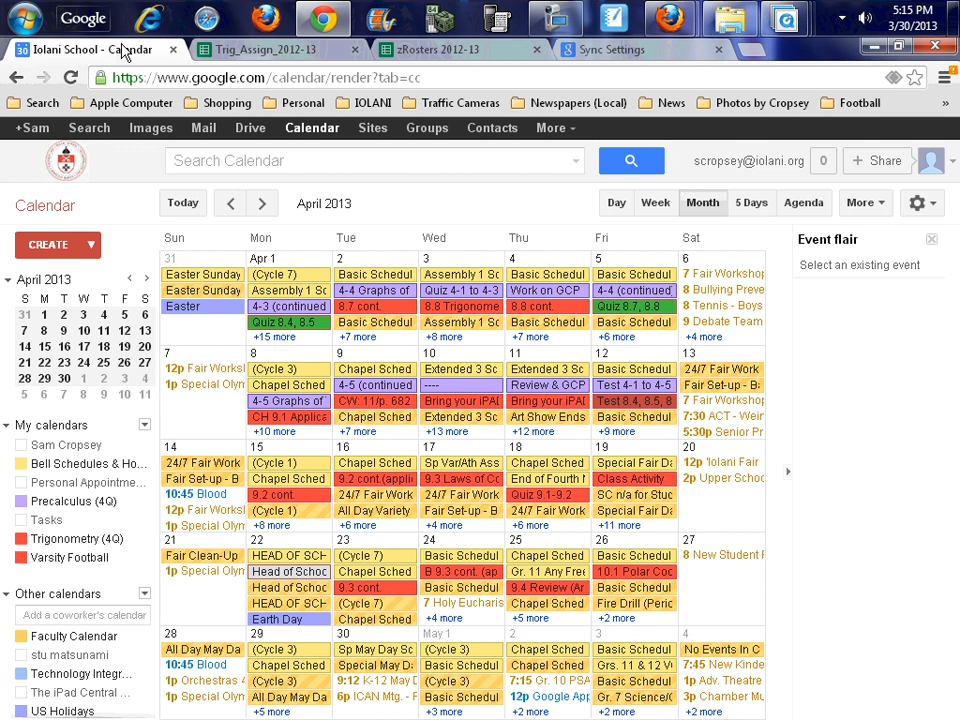 Google
5:15 PM
3/30/2013
30 Iolani School - Calendar × Trig_Assign_2012-13 × zRosters 2012-13 × Sync Settings ×
https://www.google.com/calendar/render?tab=cc
Search Apple Computer Shopping Personal IOLANI Traffic Cameras Newspapers (Local) News Photos by Cropsey Football »
+Sam Search Images Mail Drive Calendar Sites Groups Contacts More
Search Calendar scropsey@iolani.org 0 + Share
Calendar Today April 2013 Day Week Month 5 Days Agenda More
CREATE
Sun Mon Tue Wed Thu Fri Sat
Event flair
Select an existing event
April 2013
S M T W T F S
31 1 2 3 4 5 6
7 8 9 10 11 12 13
14 15 16 17 18 19 20
21 22 23 24 25 26 27
28 29 30 1 2 3 4
5 6 7 8 9 10 11
My calendars
Sam Cropsey
Bell Schedules & Ho...
Personal Appointme...
Precalculus (4Q)
Tasks
Trigonometry (4Q)
Varsity Football
Other calendars
Add a coworker's calendar
Faculty Calendar
stu matsunami
Technology Integr...
The iPad Central ...
US Holidays
31 Apr 1 2 3 4 5 6
Easter Sunday (Cycle 7) Basic Schedul Assembly 1 Sc Basic Schedul Basic Schedul 7 Fair Workshop
Easter Sunday Assembly 1 Sc 4-4 Graphs of Quiz 4-1 to 4-3 Work on GCP 4-4 (continued 8 Bullying Preve
Easter 4-3 (continued 8.7 cont. 8.8 Trigonome 8.8 cont. Quiz 8.7, 8.8 8 Tennis - Boys
Quiz 8.4, 8.5 Basic Schedul Assembly 1 Sc Basic Schedul Basic Schedul 9 Debate Team
+15 more +7 more +8 more +7 more +6 more +4 more
7 8 9 10 11 12 13
12p Fair Works (Cycle 3) Basic Schedul Extended 3 Sc Extended 3 Sc Basic Schedul 24/7 Fair Work
1p Special Olym Chapel Sched 4-5 (continued ---- Review & GCP Test 4-1 to 4-5 Fair Set-up - B
4-5 Graphs of CW: 11/p. 682 Bring your iPAD Bring your iPAD Test 8.4, 8.5, 8 7 Fair Workshop
CH 9.1 Applica Chapel Sched Extended 3 Sc Art Show Ends Basic Schedul 7:30 ACT - Wein
+10 more +7 more +13 more +12 more +9 more 5:30p Senior Pr
14 15 16 17 18 19 20
24/7 Fair Work (Cycle 1) Chapel Sched Sp Var/Ath Ass Chapel Sched Special Fair Da 12p 'Iolani Fair
Fair Set-up - B Chapel Sched 9.2 cont.(appli 9.3 Laws of Co End of Fourth Class Activity 2p Upper Schoo
10:45 Blood 9.2 cont. 24/7 Fair Work 24/7 Fair Work Quiz 9.1-9.2 SC n/a for Stud
12p Fair Works (Cycle 1) All Day Variety Fair Set-up - B 24/7 Fair Work Special Fair Da
1p Special Olym +8 more +6 more +4 more +6 more +11 more
21 22 23 24 25 26 27
Fair Clean-Up HEAD OF SCH (Cycle 7) Basic Schedul Chapel Sched Basic Schedul 8 New Student F
1p Special Olym Head of Schoo Chapel Sched B 9.3 cont. (ap Gr. 11 Any Free 10.1 Polar Coo
Head of Schoo 9.3 cont. Basic Schedul 9.4 Review (Ar Basic Schedul
HEAD OF SCH (Cycle 7) 7 Holy Eucharis Chapel Sched Fire Drill (Perio
Earth Day Chapel Sched +4 more +5 more +2 more
28 29 30 May 1 2 3 4
All Day May Da (Cycle 3) Sp May Day Sc (Cycle 3) Chapel Sched Basic Schedul No Events In C
10:45 Blood Chapel Sched Special May Da Basic Schedul Chapel Sched Grs. 11 & 12 V 7:45 New Kinde
1p Orchestras 4 (Cycle 3) 9:12 K-12 May D (Cycle 3) 7:15 Gr. 10 PSA Basic Schedul 1p Adv. Theatre
1p Special Olym All Day May Da 6p ICAN Mtg. - F Basic Schedul 12p Google App Gr. 7 Science/C 3p Chamber Mus
+5 more +3 more +2 more +2 more +2 more